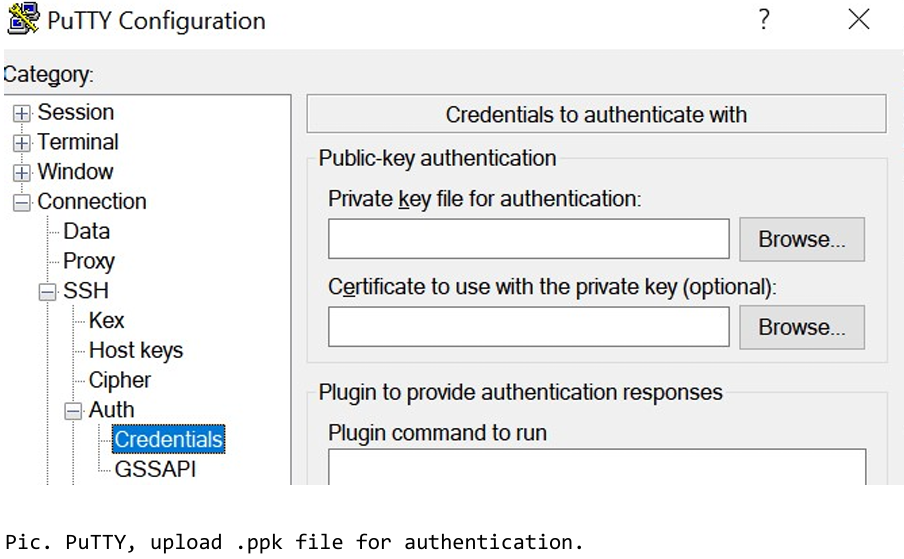 PuTTY Configuration
?
Category:
Session
Terminal
Window
Connection
Data
Proxy
SSH
Kex
Host keys
Cipher
Auth
Credentials
GSSAPI
Credentials to authenticate with
Public-key authentication
Private key file for authentication:
Browse...
Certificate to use with the private key (optional):
Browse...
Plugin to provide authentication responses
Plugin command to run
Pic. PuTTY, upload .ppk file for authentication.